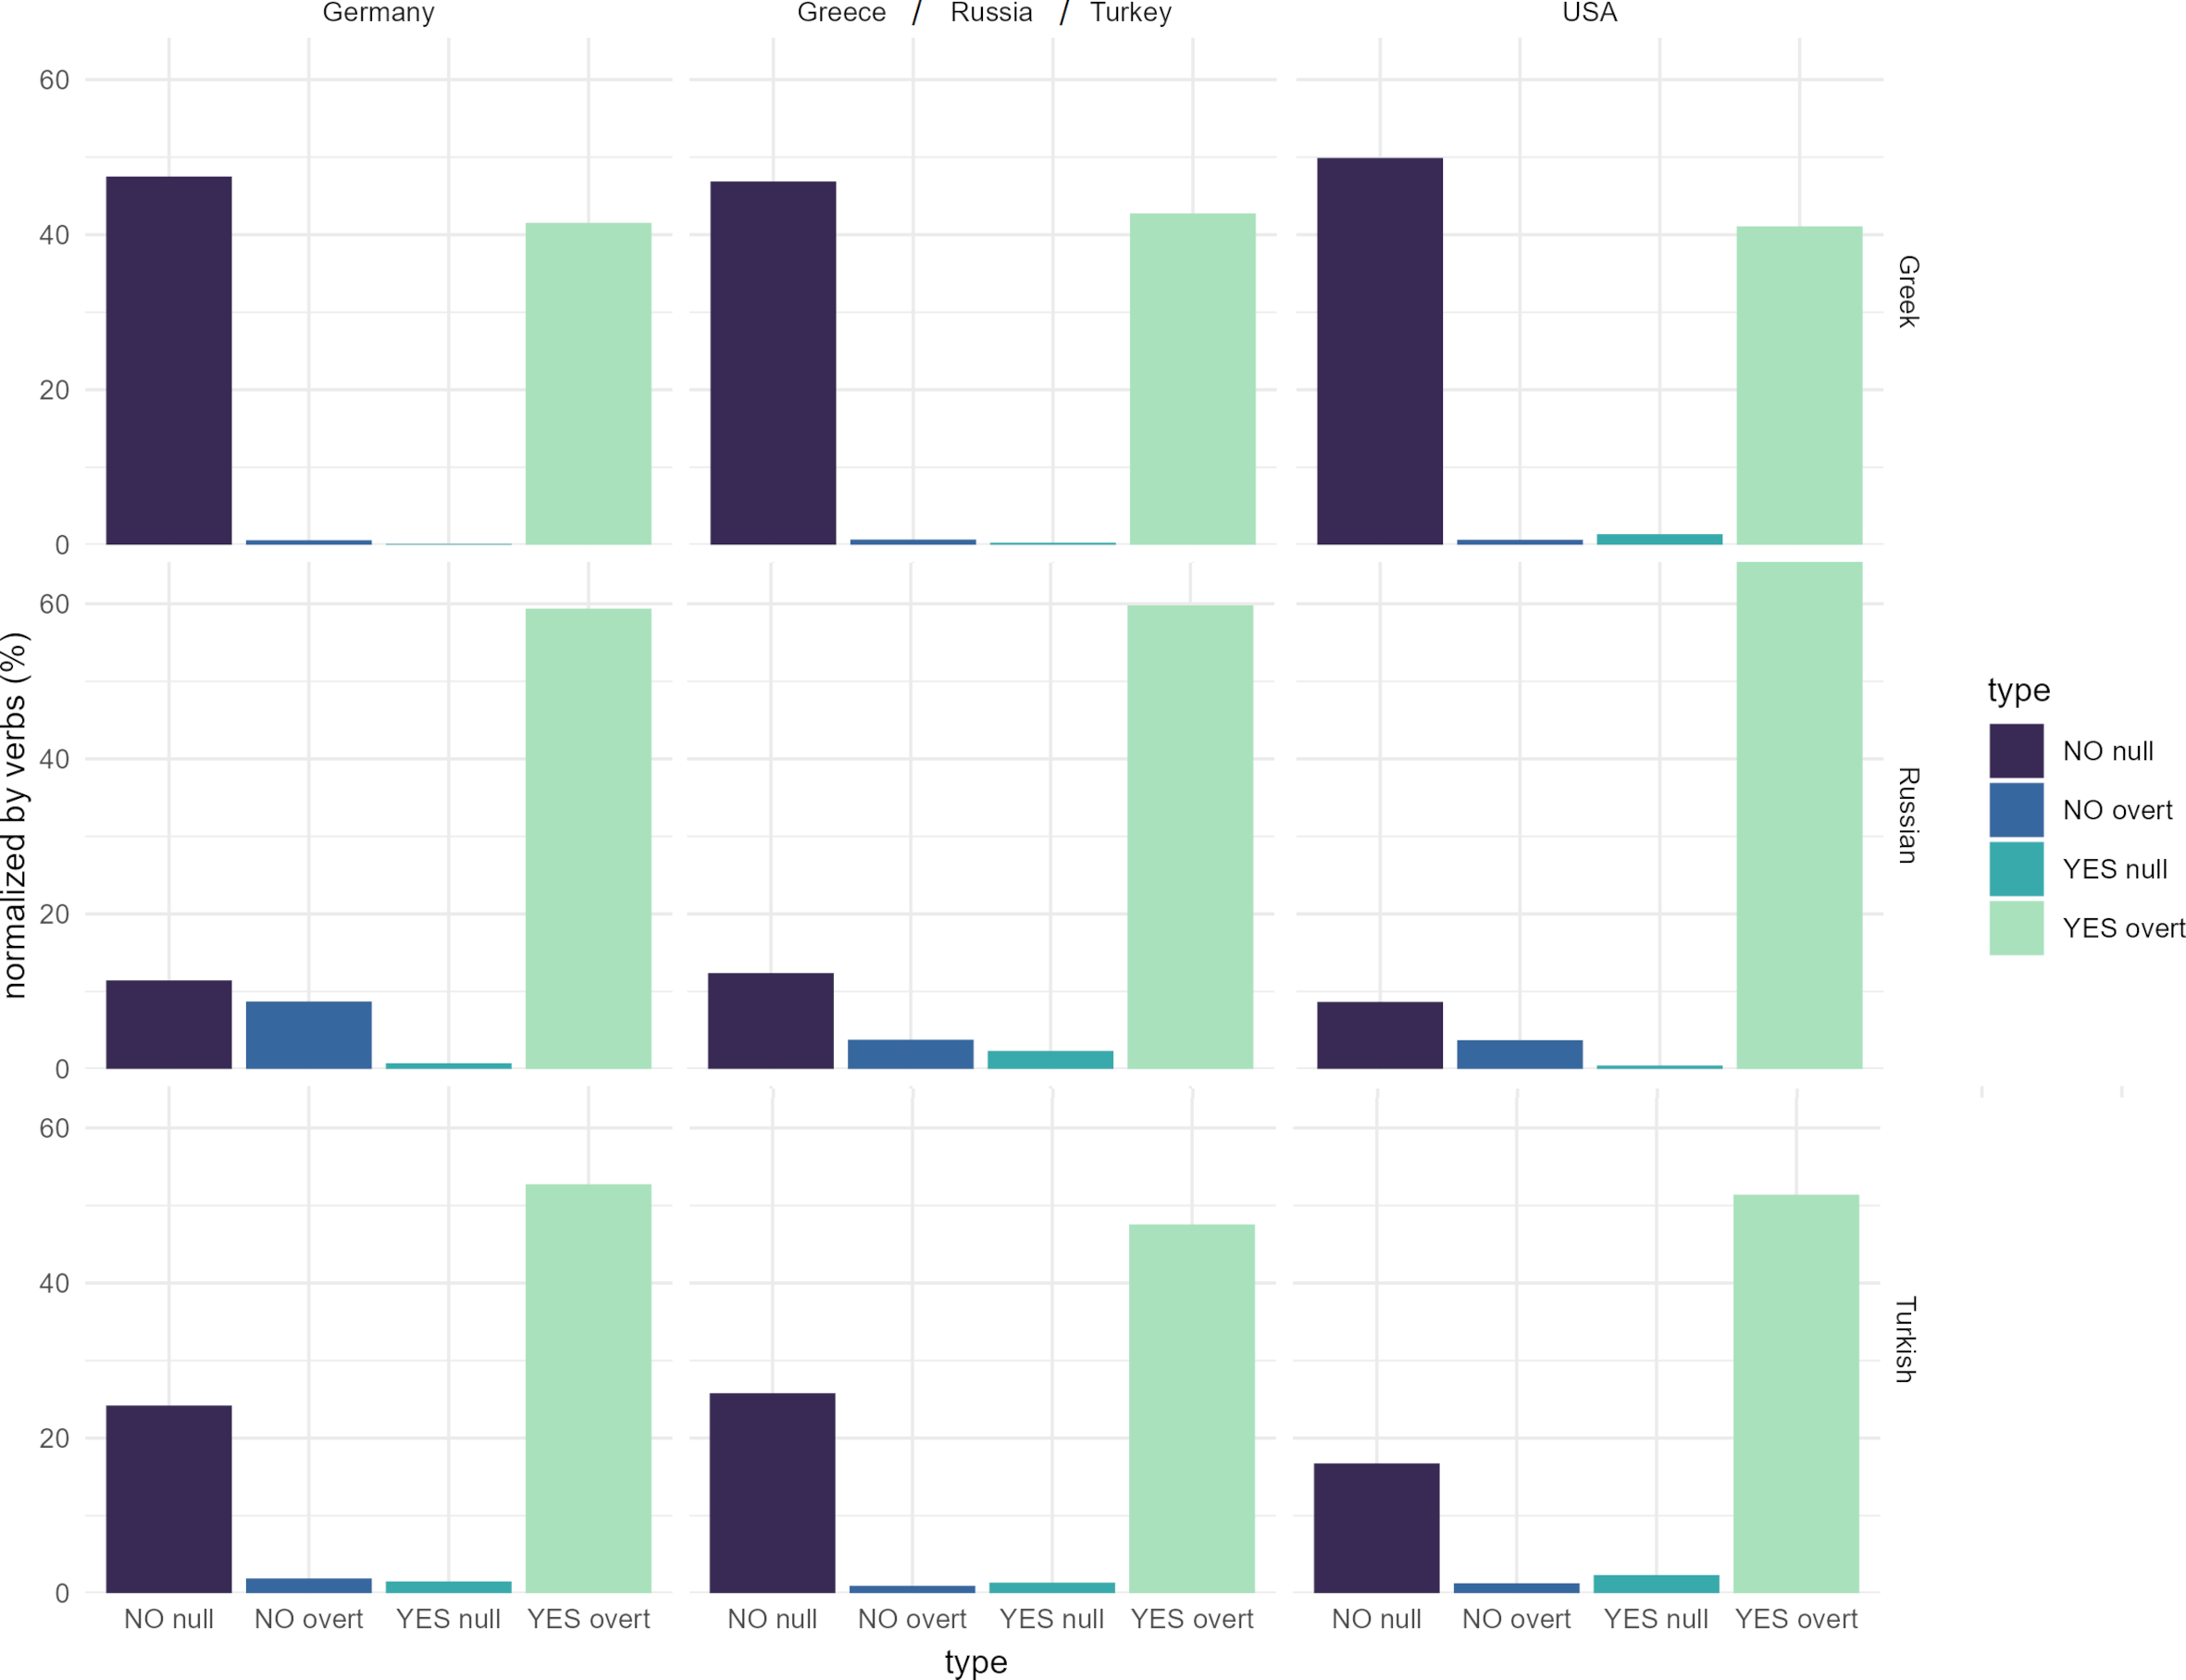 Germany
Greece / Russia / Turkey
USA
60
40
20
0
Greek
60
40
20
0
Russian
60
40
20
0
Turkish
normalized by verbs (%)
NO null NO overt YES null YES overt
NO null NO overt YES null YES overt
NO null NO overt YES null YES overt
type
type
NO null
NO overt
YES null
YES overt